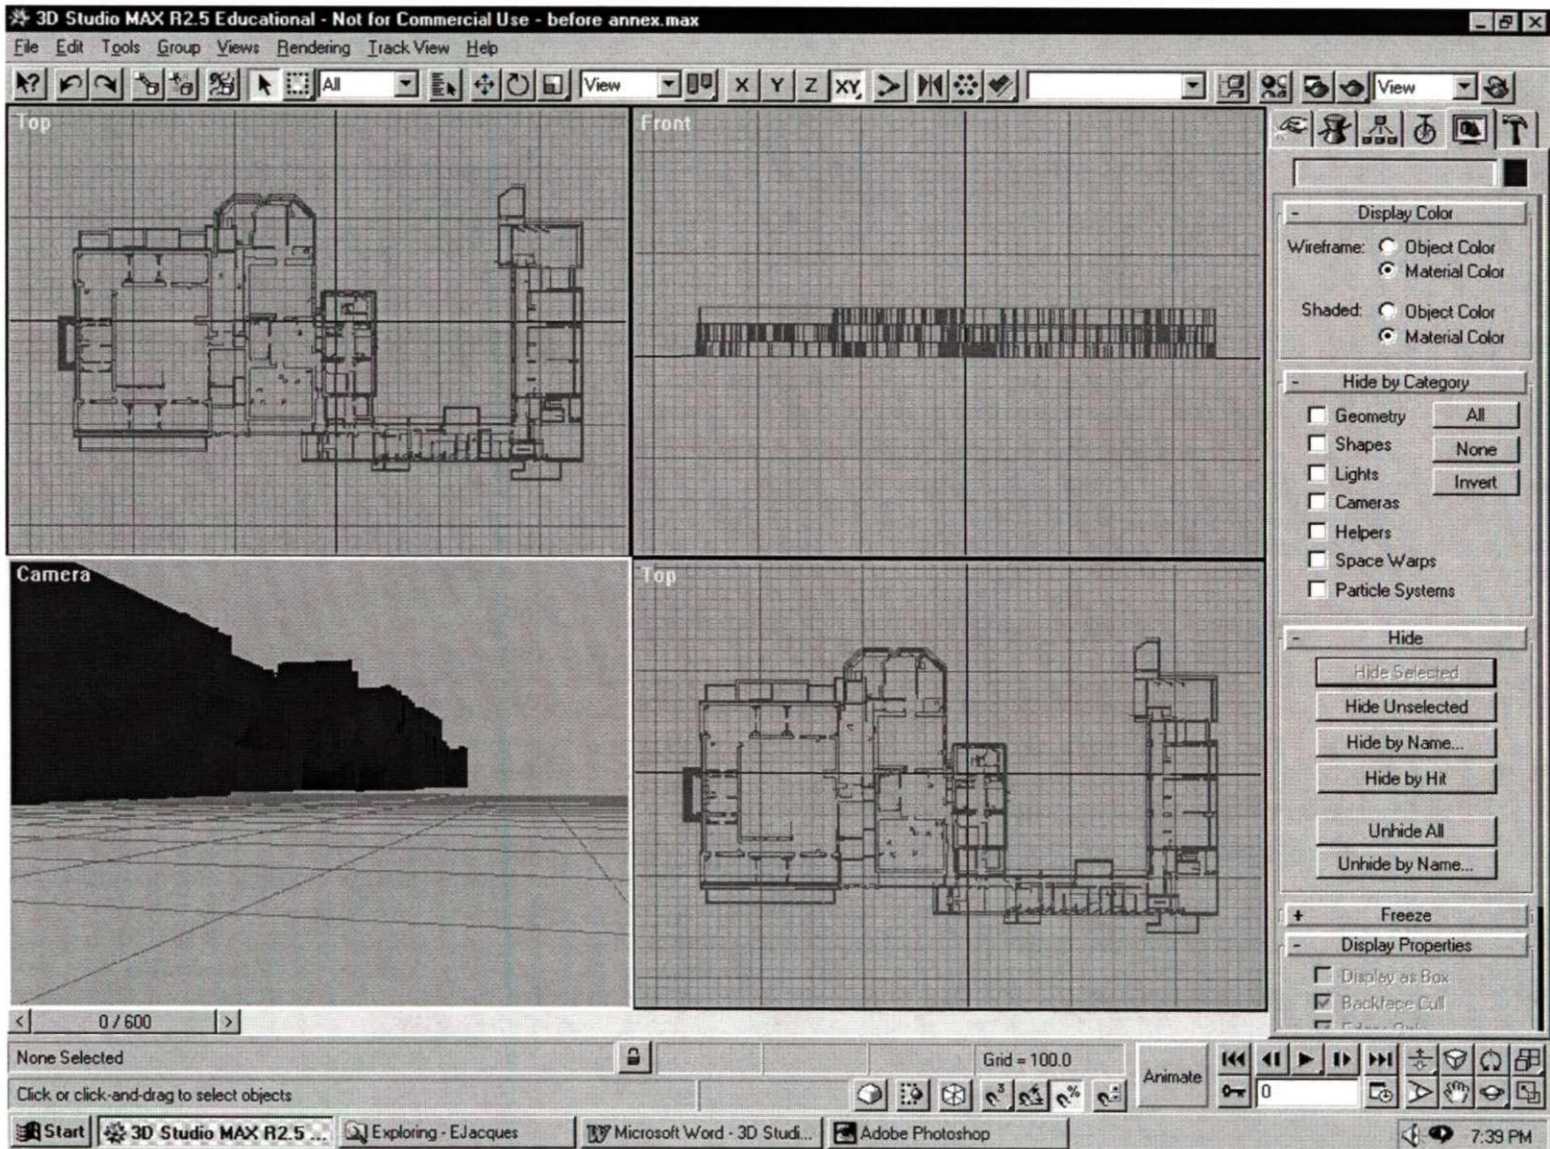 3D Studio MAX R2.5 Educational - Not for Commercial Use - before annex.max
File Edit Tools Group Views Rendering Track View Help
All View X Y Z XY View
Top
Front
Display Color
Wireframe: Object Color
Material Color
Shaded: Object Color
Material Color
Hide by Category
Geometry All
Shapes None
Lights Invert
Cameras
Helpers
Space Warps
Particle Systems
Camera
Top
Hide
Hide Selected
Hide Unselected
Hide by Name...
Hide by Hit
Unhide All
Unhide by Name...
+ Freeze
- Display Properties
Display as Box
Backface Cull
0 / 600
None Selected
Grid = 100.0
Animate
0
Click or click-and-drag to select objects
Start 3D Studio MAX R2.5 ... Exploring - EJacques Microsoft Word - 3D Studi... Adobe Photoshop 7:39 PM